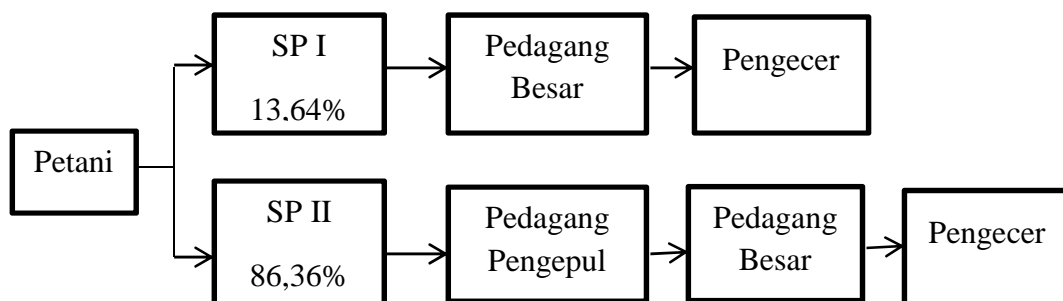 SP I
13,64%
Pedagang
Besar
Pengecer
Petani
SP II
86,36%
Pedagang
Pengepul
Pedagang
Besar
Pengecer